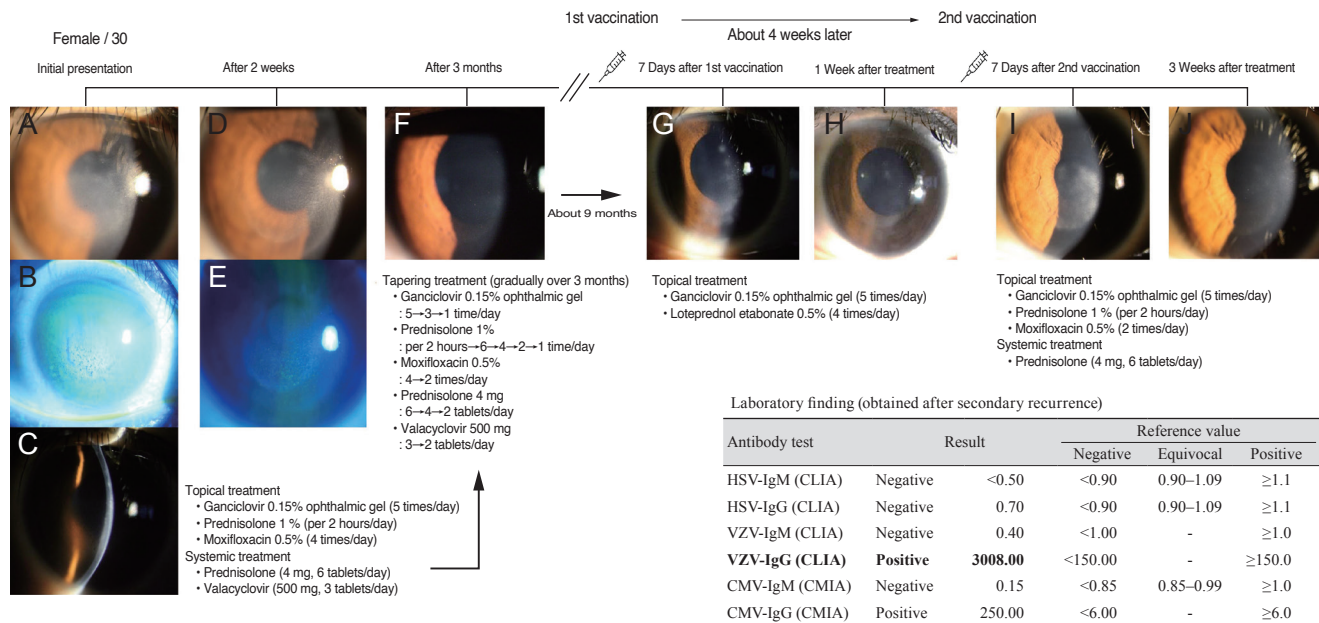 1st vaccination
2nd vaccination
About 4 weeks later
Female / 30
Initial presentation
After 2 weeks
After 3 months
7 Days after 1st vaccination
1 Week after treatment
7 Days after 2nd vaccination
3 Weeks after treatment
A
D
F
G
H
I
J
About 9 months
B
E
C
Topical treatment
• Ganciclovir 0.15% ophthalmic gel (5 times/day)
• Prednisolone 1 % (per 2 hours/day)
• Moxifloxacin 0.5% (4 times/day)
Systemic treatment
• Prednisolone (4 mg, 6 tablets/day)
• Valacyclovir (500 mg, 3 tablets/day)
Tapering treatment (gradually over 3 months)
• Ganciclovir 0.15% ophthalmic gel
: 5→3→1 time/day
• Prednisolone 1%
: per 2 hours→6→4→2→1 time/day
• Moxifloxacin 0.5%
: 4→2 times/day
• Prednisolone 4 mg
: 6→4→2 tablets/day
• Valacyclovir 500 mg
: 3→2 tablets/day
Topical treatment
• Ganciclovir 0.15% ophthalmic gel (5 times/day)
• Loteprednol etabonate 0.5% (4 times/day)
Topical treatment
• Ganciclovir 0.15% ophthalmic gel (5 times/day)
• Prednisolone 1 % (per 2 hours/day)
• Moxifloxacin 0.5% (2 times/day)
Systemic treatment
• Prednisolone (4 mg, 6 tablets/day)
Laboratory finding (obtained after secondary recurrence)
Antibody test Result Reference value
Negative Equivocal Positive
HSV-IgM (CLIA) Negative <0.50 <0.90 0.90–1.09 ≥1.1
HSV-IgG (CLIA) Negative 0.70 <0.90 0.90–1.09 ≥1.1
VZV-IgM (CLIA) Negative 0.40 <1.00 - ≥1.0
VZV-IgG (CLIA) Positive 3008.00 <150.00 - ≥150.0
CMV-IgM (CMIA) Negative 0.15 <0.85 0.85–0.99 ≥1.0
CMV-IgG (CMIA) Positive 250.00 <6.00 - ≥6.0